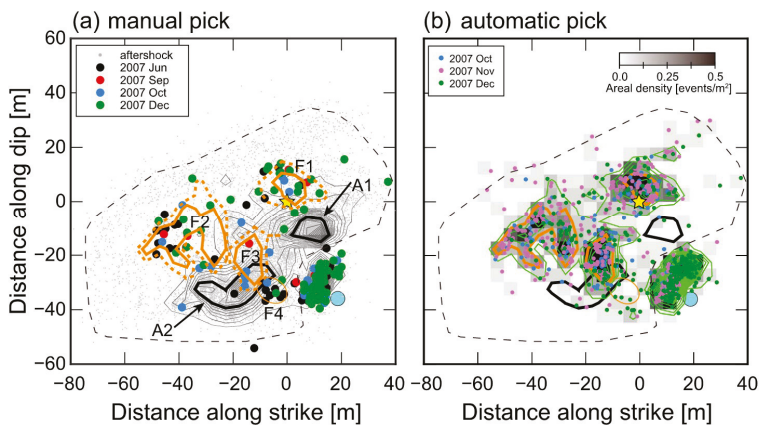 (a) manual pick
(b) automatic pick
60
40
20
0
−20
−40
−60
Distance along dip [m]
aftershock
2007 Jun
2007 Sep
2007 Oct
2007 Dec
F1
A1
F2
F3
F4
A2
−80 −60 −40 −20 0 20 40
Distance along strike [m]
2007 Oct
2007 Nov
2007 Dec
0.0 0.25 0.5
Areal density [events/m²]
−80 −60 −40 −20 0 20 40
Distance along strike [m]